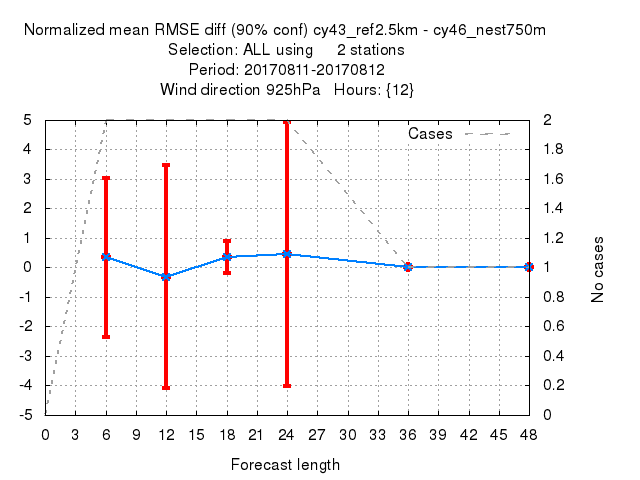 Normalized mean RMSE diff (90% conf) cy43_ref2.5km - cy46_nest750m
Selection: ALL using 2 stations
Period: 20170811-20170812
Wind direction 925hPa Hours: {12}
Cases
5
4
3
2
1
0
-1
-2
-3
-4
-5
2
1.8
1.6
1.4
1.2
1
0.8
0.6
0.4
0.2
0
No cases
0 3 6 9 12 15 18 21 24 27 30 33 36 39 42 45 48
Forecast length